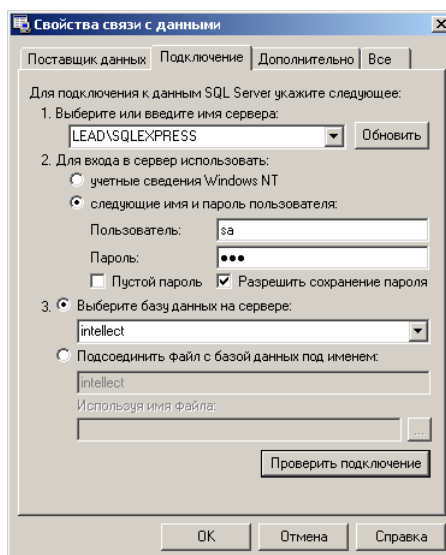 Свойства связи с данными
Поставщик данных Подключение Дополнительно Все
Для подключения к данным SQL Server укажите следующее:
1. Выберите или введите имя сервера:
LEAD\SQLEXPRESS Обновить
2. Для входа в сервер использовать:
учетные сведения Windows NT
следующие имя и пароль пользователя:
Пользователь: sa
Пароль: ●●●
Пустой пароль Разрешить сохранение пароля
3. Выберите базу данных на сервере:
intellect
Подсоединить файл с базой данных под именем:
intellect
Используя имя файла:
...
Проверить подключение
OK Отмена Справка